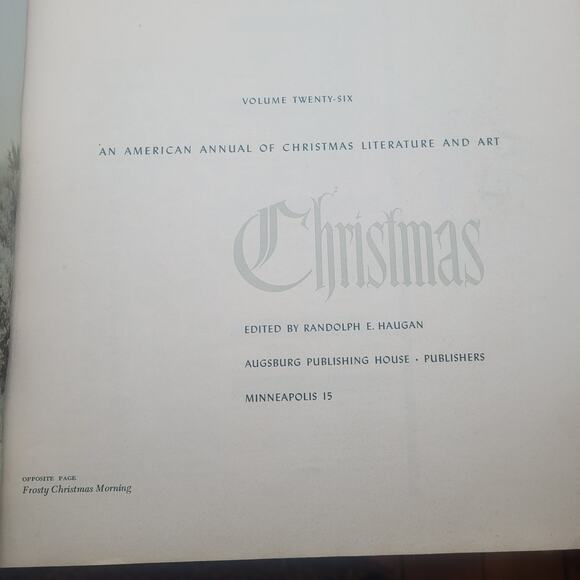 VOLUME TWENTY-SIX
AN AMERICAN ANNUAL OF CHRISTMAS LITERATURE AND ART
Christmas
EDITED BY RANDOLPH E. HAUGAN
AUGSBURG PUBLISHING HOUSE · PUBLISHERS
MINNEAPOLIS 15
OPPOSITE PAGE
Frosty Christmas Morning